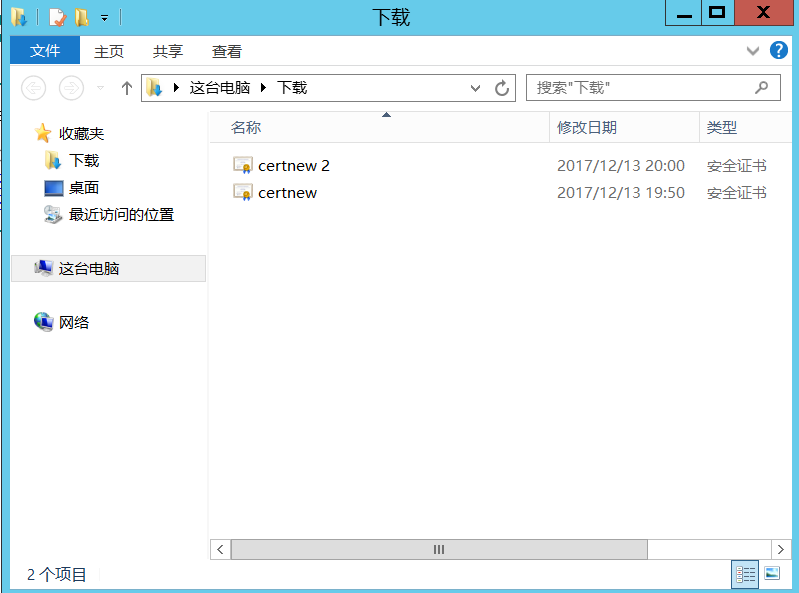 下载
文件 主页 共享 查看
这台电脑 下载 搜索"下载"
名称 修改日期 类型
收藏夹
下载
桌面
最近访问的位置
这台电脑
网络
certnew 2 2017/12/13 20:00 安全证书
certnew 2017/12/13 19:50 安全证书
2 个项目